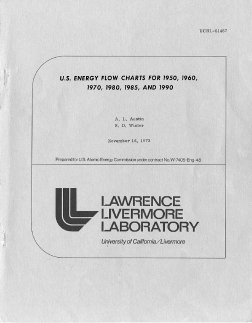 UCRL-51487
U.S. ENERGY FLOW CHARTS FOR 1950, 1960,
1970, 1980, 1985, AND 1990
A. L. Austin
S. D. Winter
November 16, 1973
Prepared for U.S. Atomic Energy Commission under contract No. W-7405-Eng-48
LAWRENCE
LIVERMORE
LABORATORY
University of California/Livermore